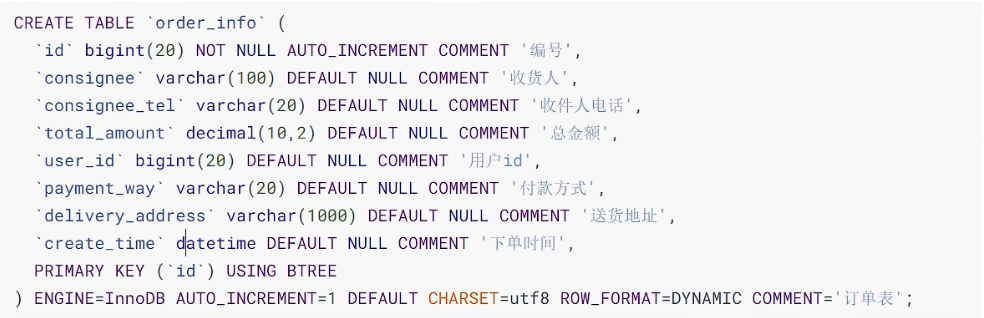 CREATE TABLE `order_info` (
  `id` bigint(20) NOT NULL AUTO_INCREMENT COMMENT '编号',
  `consignee` varchar(100) DEFAULT NULL COMMENT '收货人',
  `consignee_tel` varchar(20) DEFAULT NULL COMMENT '收件人电话',
  `total_amount` decimal(10,2) DEFAULT NULL COMMENT '总金额',
  `user_id` bigint(20) DEFAULT NULL COMMENT '用户id',
  `payment_way` varchar(20) DEFAULT NULL COMMENT '付款方式',
  `delivery_address` varchar(1000) DEFAULT NULL COMMENT '送货地址',
  `create_time` datetime DEFAULT NULL COMMENT '下单时间',
  PRIMARY KEY (`id`) USING BTREE
) ENGINE=InnoDB AUTO_INCREMENT=1 DEFAULT CHARSET=utf8 ROW_FORMAT=DYNAMIC COMMENT='订单表';